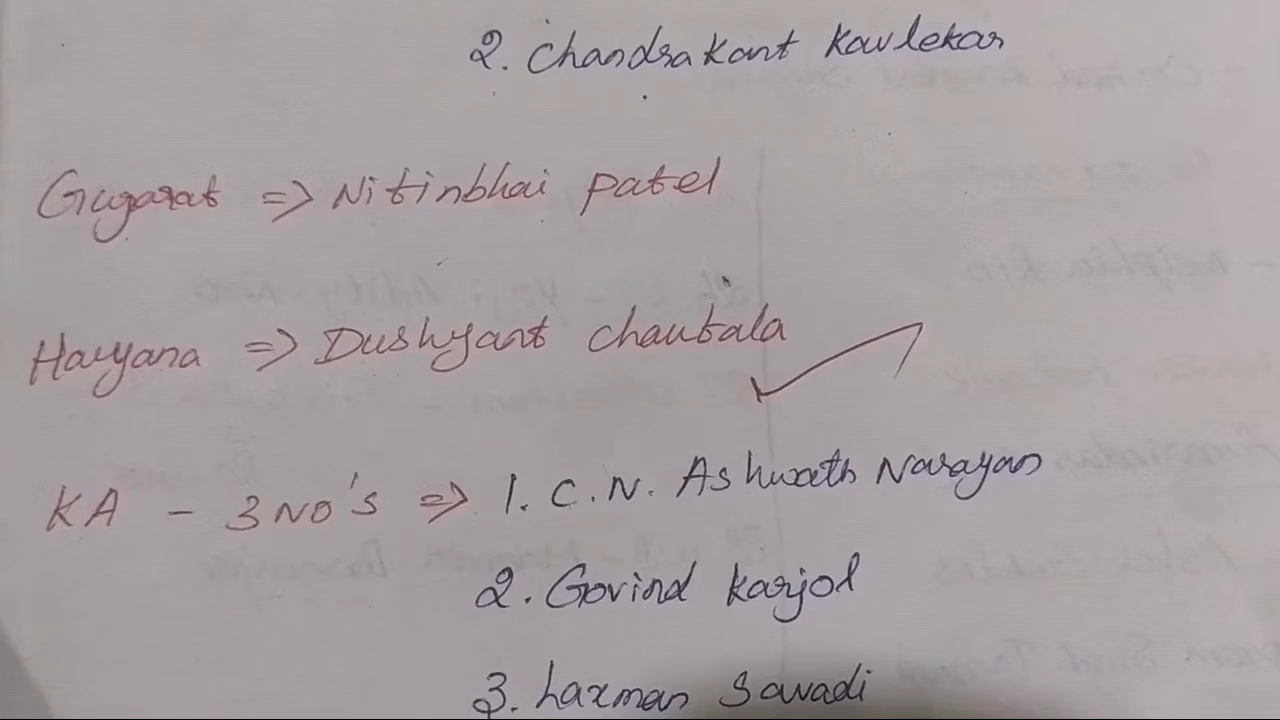 2. Chandrakant Kavlekar
Gujarat => Nitinbhai patel
Haryana => Dushyant chautala
KA - 3 NO'S => 1. C.N. Ashwath Narayan
2. Govind karjol
3. Laxman Savadi